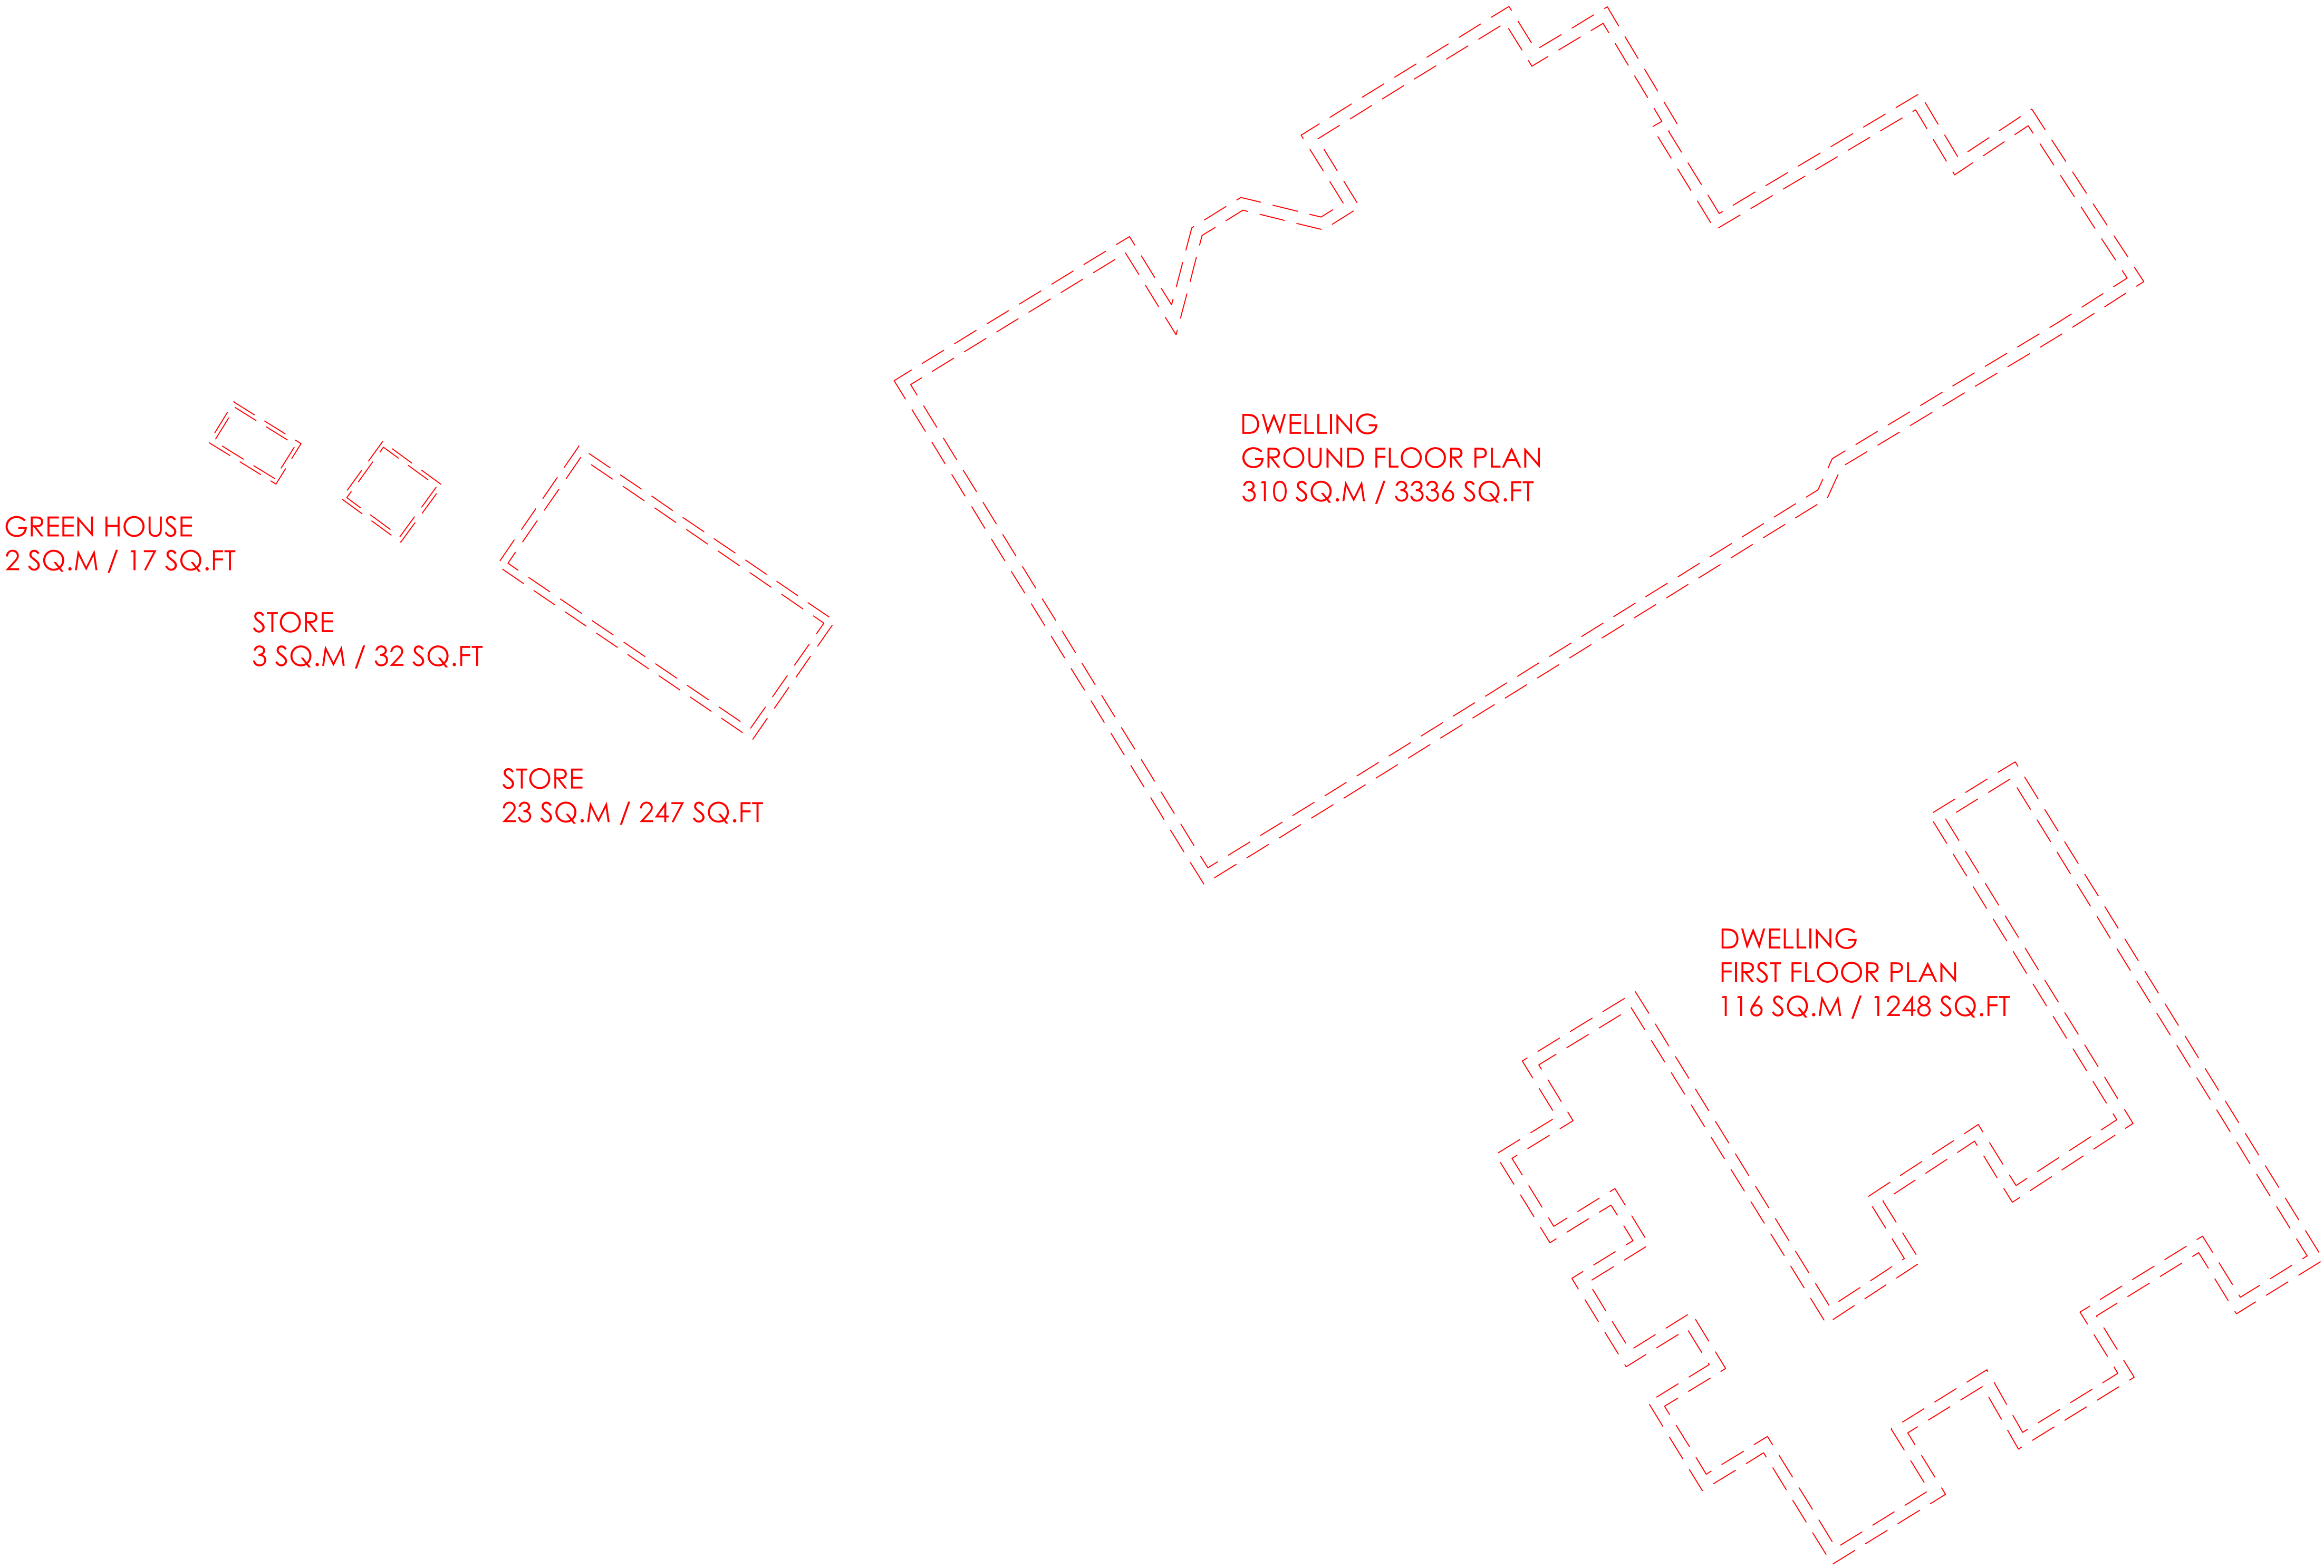 DWELLING
GROUND FLOOR PLAN
310 SQ.M / 3336 SQ.FT
GREEN HOUSE
2 SQ.M / 17 SQ.FT
STORE
3 SQ.M / 32 SQ.FT
STORE
23 SQ.M / 247 SQ.FT
DWELLING
FIRST FLOOR PLAN
116 SQ.M / 1248 SQ.FT